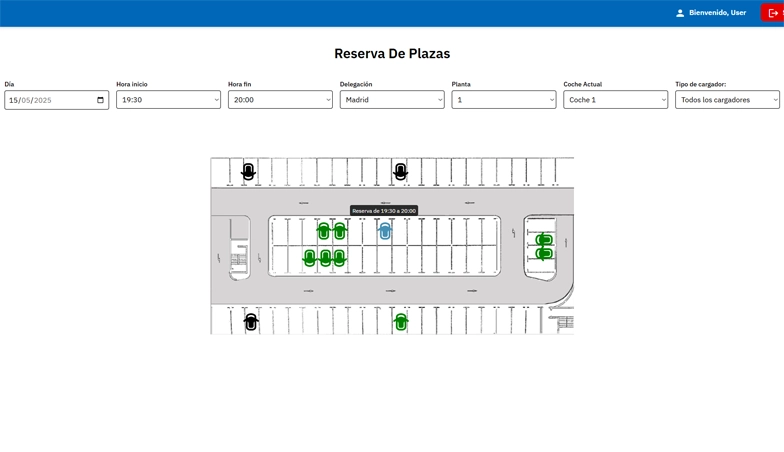 Bienvenido, User
Reserva De Plazas
Día
Hora inicio
Hora fin
Delegación
Planta
Coche Actual
Tipo de cargador:
15/05/2025
19:30
20:00
Madrid
1
Coche 1
Todos los cargadores
Reserva de 19:30 a 20:00